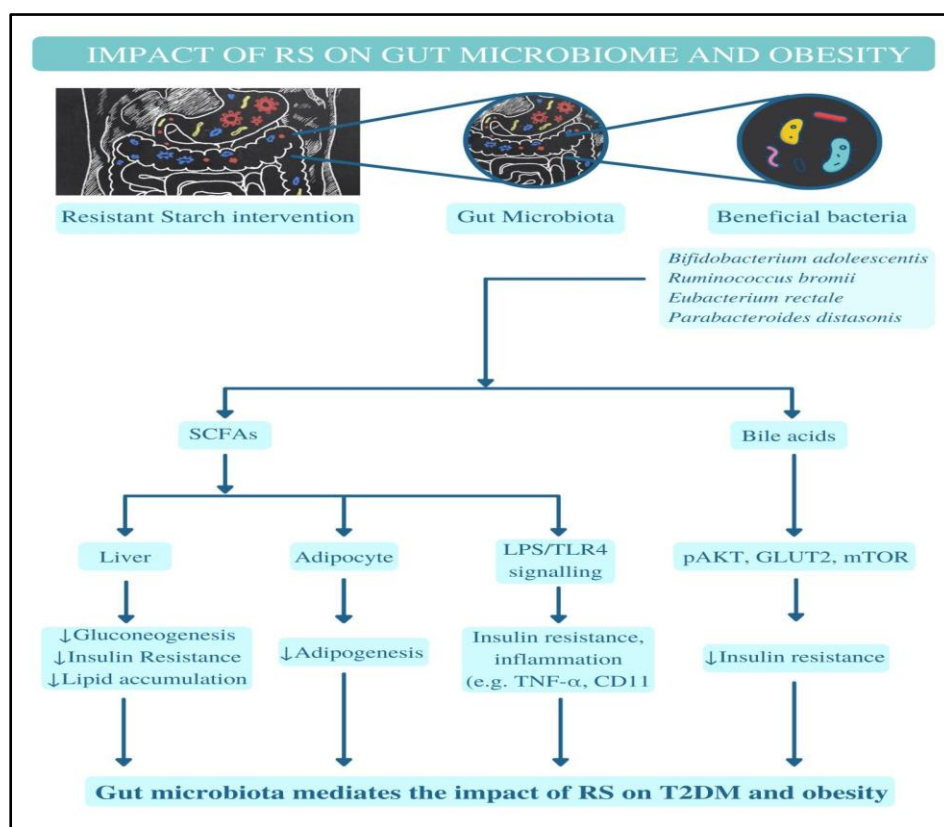 IMPACT OF RS ON GUT MICROBIOME AND OBESITY
Resistant Starch intervention
Gut Microbiota
Beneficial bacteria
Bifidobacterium adoleescentis
Ruminococcus bromii
Eubacterium rectale
Parabacteroides distasonis
SCFAs
Bile acids
Liver
Adipocyte
LPS/TLR4
signalling
pAKT, GLUT2, mTOR
↓Gluconeogenesis
↓Insulin Resistance
↓Lipid accumulation
↓Adipogenesis
Insulin resistance,
inflammation
(e.g. TNF-α, CD11
↓Insulin resistance
Gut microbiota mediates the impact of RS on T2DM and obesity